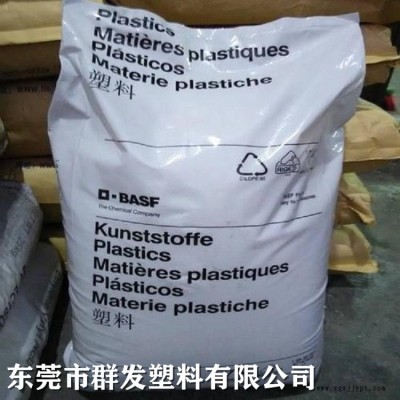 Plastics
Matières plastiques
Plásticos
Materie plastiche
塑料
BASF
The Chemical Company
Kunststoffe
Plastics
Matières plastiques
Plásticos
Materie plastiche
塑料
东莞市群发塑料有限公司